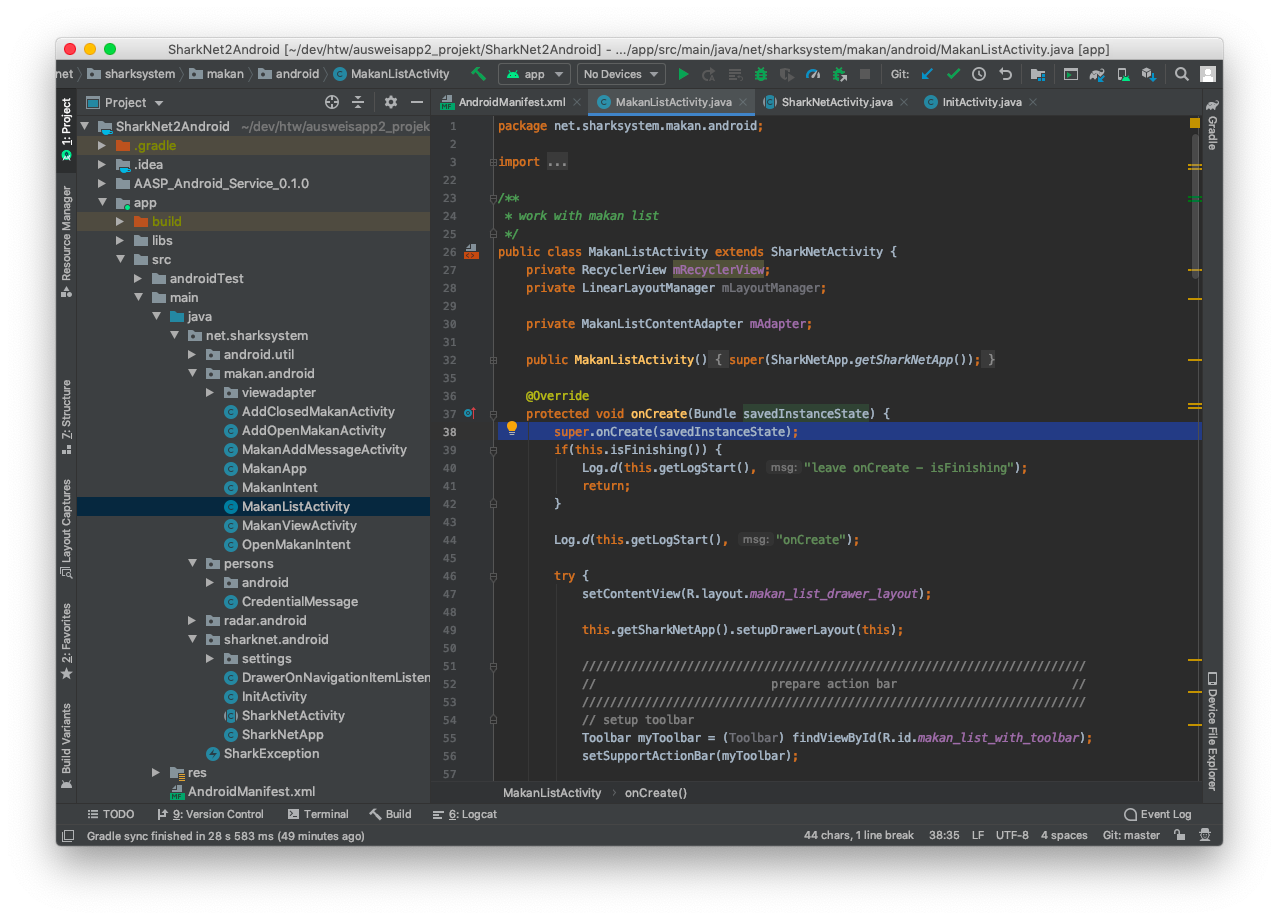 SharkNet2Android [~/dev/htw/ausweisapp2_projekt/SharkNet2Android] - .../app/src/main/java/net/sharksystem/makan/android/MakanListActivity.java [app]
net sharksystem makan android MakanListActivity app No Devices Git:
Project
AndroidManifest.xml MakanListActivity.java SharkNetActivity.java InitActivity.java
1: Project
Resource Manager
Z: Structure
Layout Captures
2: Favorites
Build Variants
SharkNet2Android ~/dev/htw/ausweisapp2_projek
.gradle
.idea
AASP_Android_Service_0.1.0
app
build
libs
src
androidTest
main
java
net.sharksystem
android.util
makan.android
viewadapter
AddClosedMakanActivity
AddOpenMakanActivity
MakanAddMessageActivity
MakanApp
MakanIntent
MakanListActivity
MakanViewActivity
OpenMakanIntent
persons
android
CredentialMessage
radar.android
sharknet.android
settings
DrawerOnNavigationItemListen
InitActivity
SharkNetActivity
SharkNetApp
SharkException
res
AndroidManifest.xml
1 package net.sharksystem.makan.android;
2
3 import ...
22
23 /**
24 * work with makan list
25 */
26 public class MakanListActivity extends SharkNetActivity {
27 private RecyclerView mRecyclerView;
28 private LinearLayoutManager mLayoutManager;
29
30 private MakanListContentAdapter mAdapter;
31
32 public MakanListActivity() { super(SharkNetApp.getSharkNetApp()); }
35
36 @Override
37 protected void onCreate(Bundle savedInstanceState) {
38 super.onCreate(savedInstanceState);
39 if(this.isFinishing()) {
40 Log.d(this.getLogStart(), msg: "leave onCreate - isFinishing");
41 return;
42 }
43
44 Log.d(this.getLogStart(), msg: "onCreate");
45
46 try {
47 setContentView(R.layout.makan_list_drawer_layout);
48
49 this.getSharkNetApp().setupDrawerLayout(this);
50
51 ////////////////////////////////////////////////////////////////////////
52 // prepare action bar //
53 ////////////////////////////////////////////////////////////////////////
54 // setup toolbar
55 Toolbar myToolbar = (Toolbar) findViewById(R.id.makan_list_with_toolbar);
56 setSupportActionBar(myToolbar);
57
MakanListActivity onCreate()
Gradle
Device File Explorer
TODO 9: Version Control Terminal Build 6: Logcat Event Log
Gradle sync finished in 28 s 583 ms (49 minutes ago) 44 chars, 1 line break 38:35 LF UTF-8 4 spaces Git: master